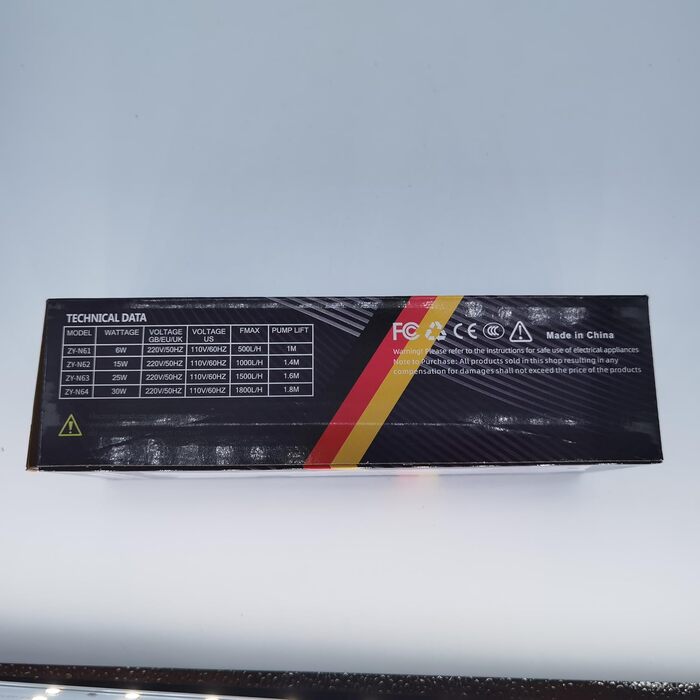 TECHNICAL DATA
MODEL WATTAGE VOLTAGE GB/EU/UK VOLTAGE US FMAX PUMP LIFT
ZY-N61 6W 220V/50HZ 110V/60HZ 500L/H 1M
ZY-N62 15W 220V/50HZ 110V/60HZ 1000L/H 1.4M
ZY-N63 25W 220V/50HZ 110V/60HZ 1500L/H 1.6M
ZY-N64 30W 220V/50HZ 110V/60HZ 1800L/H 1.8M
FC CE CCC Made in China
Warning! Please refer to the instructions for safe use of electrical appliances
Note to Purchase: All products sold in this shop resulting in any
compensation for damages shall not exceed the price of the products